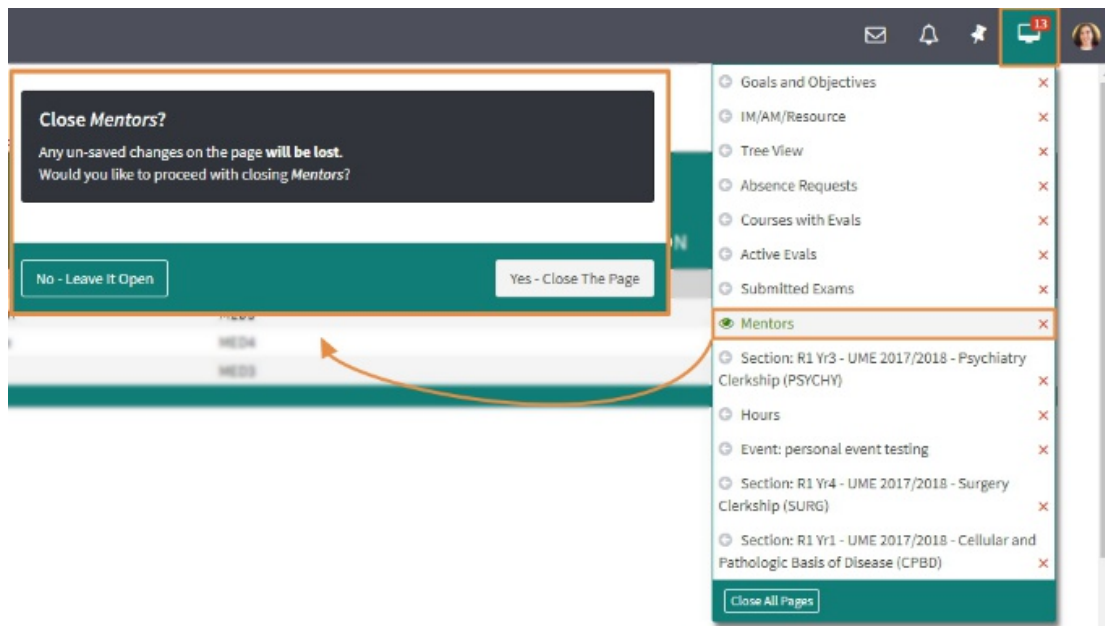 13
Goals and Objectives
IM/AM/Resource
Tree View
Absence Requests
Courses with Evals
Active Evals
Submitted Exams
Mentors
Section: R1 Yr3 - UME 2017/2018 - Psychiatry
Clerkship (PSYCHY)
Hours
Event: personal event testing
Section: R1 Yr4 - UME 2017/2018 - Surgery
Clerkship (SURG)
Section: R1 Yr1 - UME 2017/2018 - Cellular and
Pathologic Basis of Disease (CPBD)
Close All Pages
Close Mentors?
Any un-saved changes on the page will be lost.
Would you like to proceed with closing Mentors?
No - Leave It Open
Yes - Close The Page
MED4
MED3